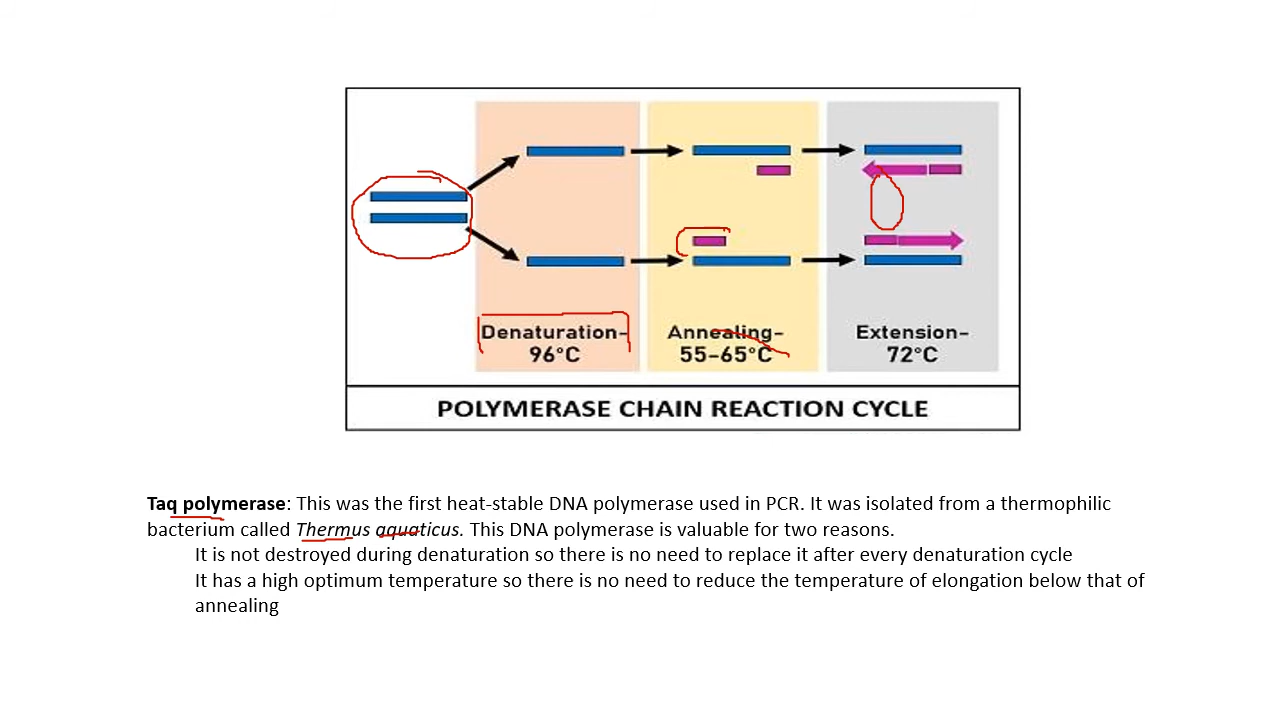 Denaturation-
96°C
Annealing-
55-65°C
Extension-
72°C
POLYMERASE CHAIN REACTION CYCLE
Taq polymerase: This was the first heat-stable DNA polymerase used in PCR. It was isolated from a thermophilic
bacterium called Thermus aquaticus. This DNA polymerase is valuable for two reasons.
It is not destroyed during denaturation so there is no need to replace it after every denaturation cycle
It has a high optimum temperature so there is no need to reduce the temperature of elongation below that of
annealing